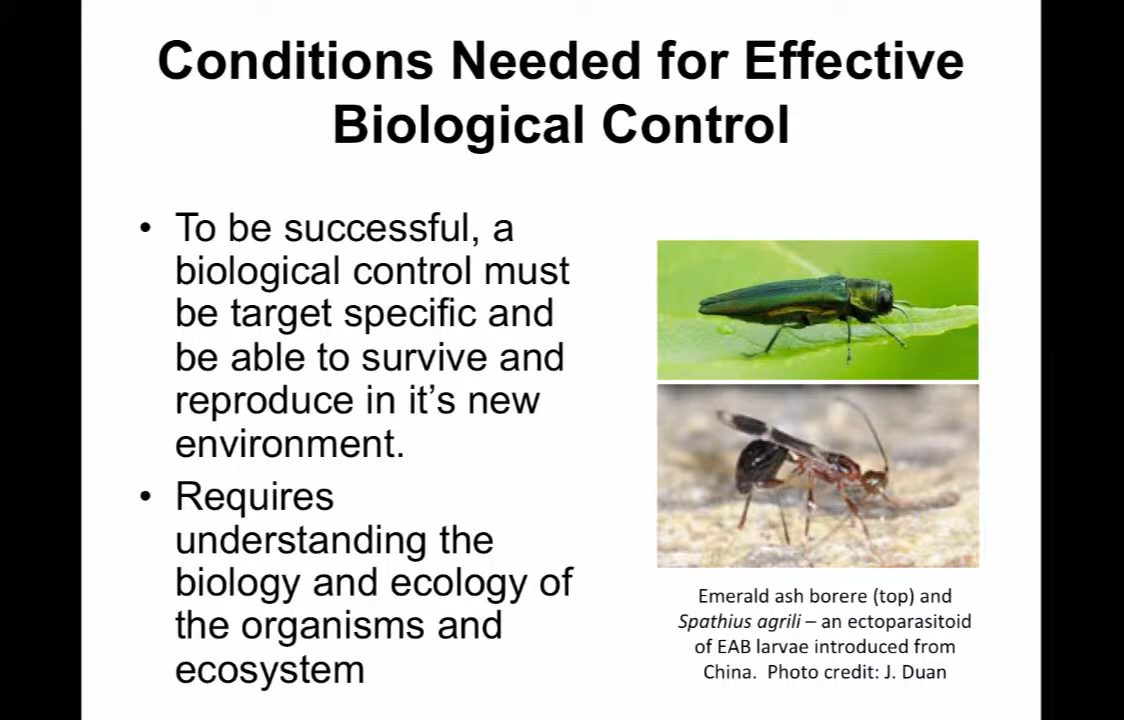 Conditions Needed for Effective
Biological Control
• To be successful, a
biological control must
be target specific and
be able to survive and
reproduce in it’s new
environment.
• Requires
understanding the
biology and ecology of
the organisms and
ecosystem
Emerald ash borere (top) and
Spathius agrili – an ectoparasitoid
of EAB larvae introduced from
China. Photo credit: J. Duan